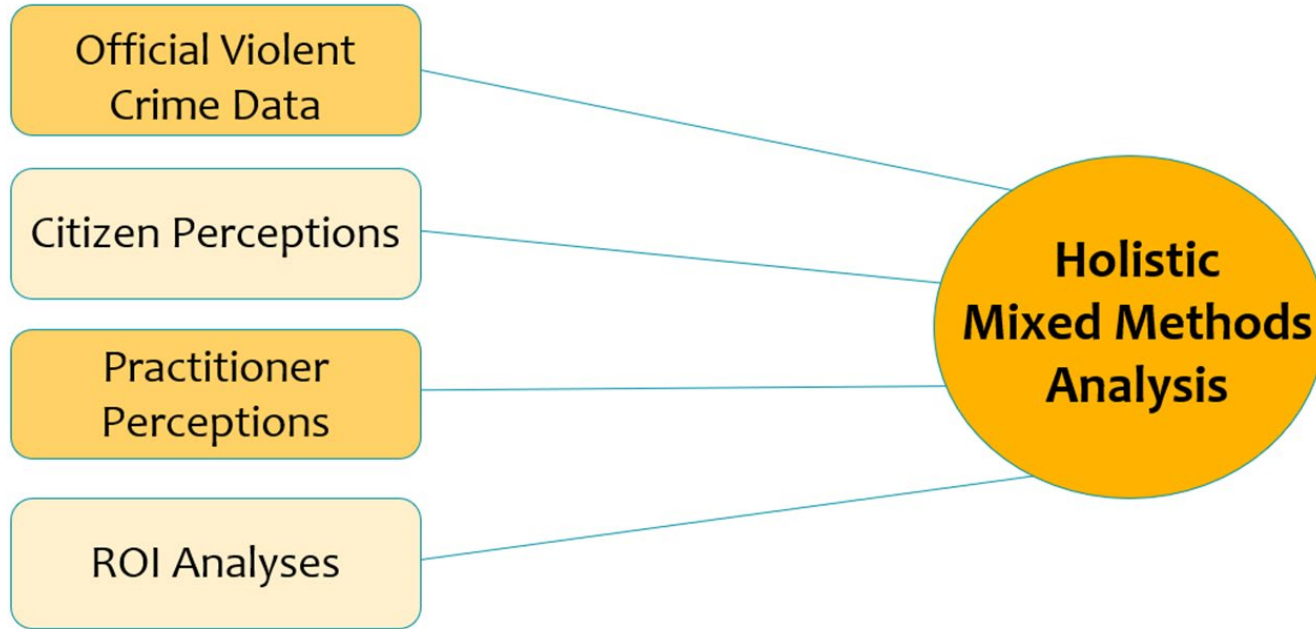 Official Violent
Crime Data
Citizen Perceptions
Practitioner
Perceptions
ROI Analyses
Holistic
Mixed Methods
Analysis